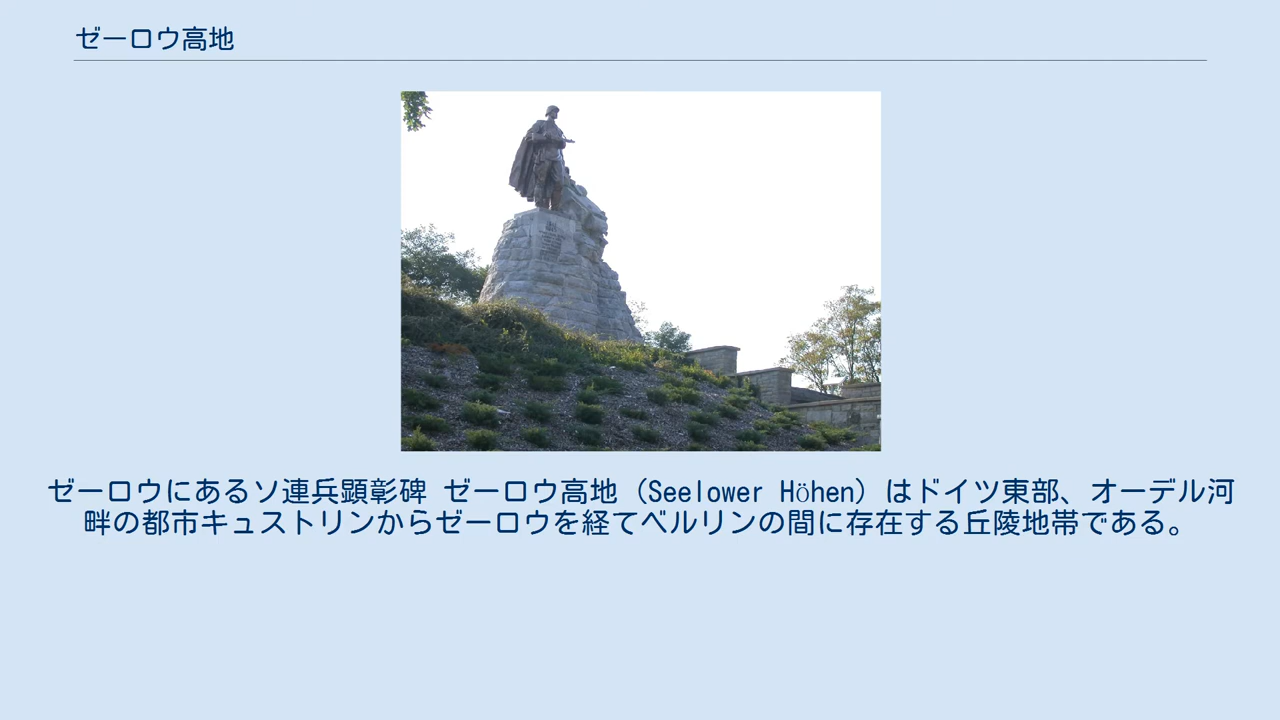 ゼーロウ高地
ゼーロウにあるソ連兵顕彰碑 ゼーロウ高地（Seelower Höhen）はドイツ東部、オーデル河
畔の都市キュストリンからゼーロウを経てベルリンの間に存在する丘陵地帯である。